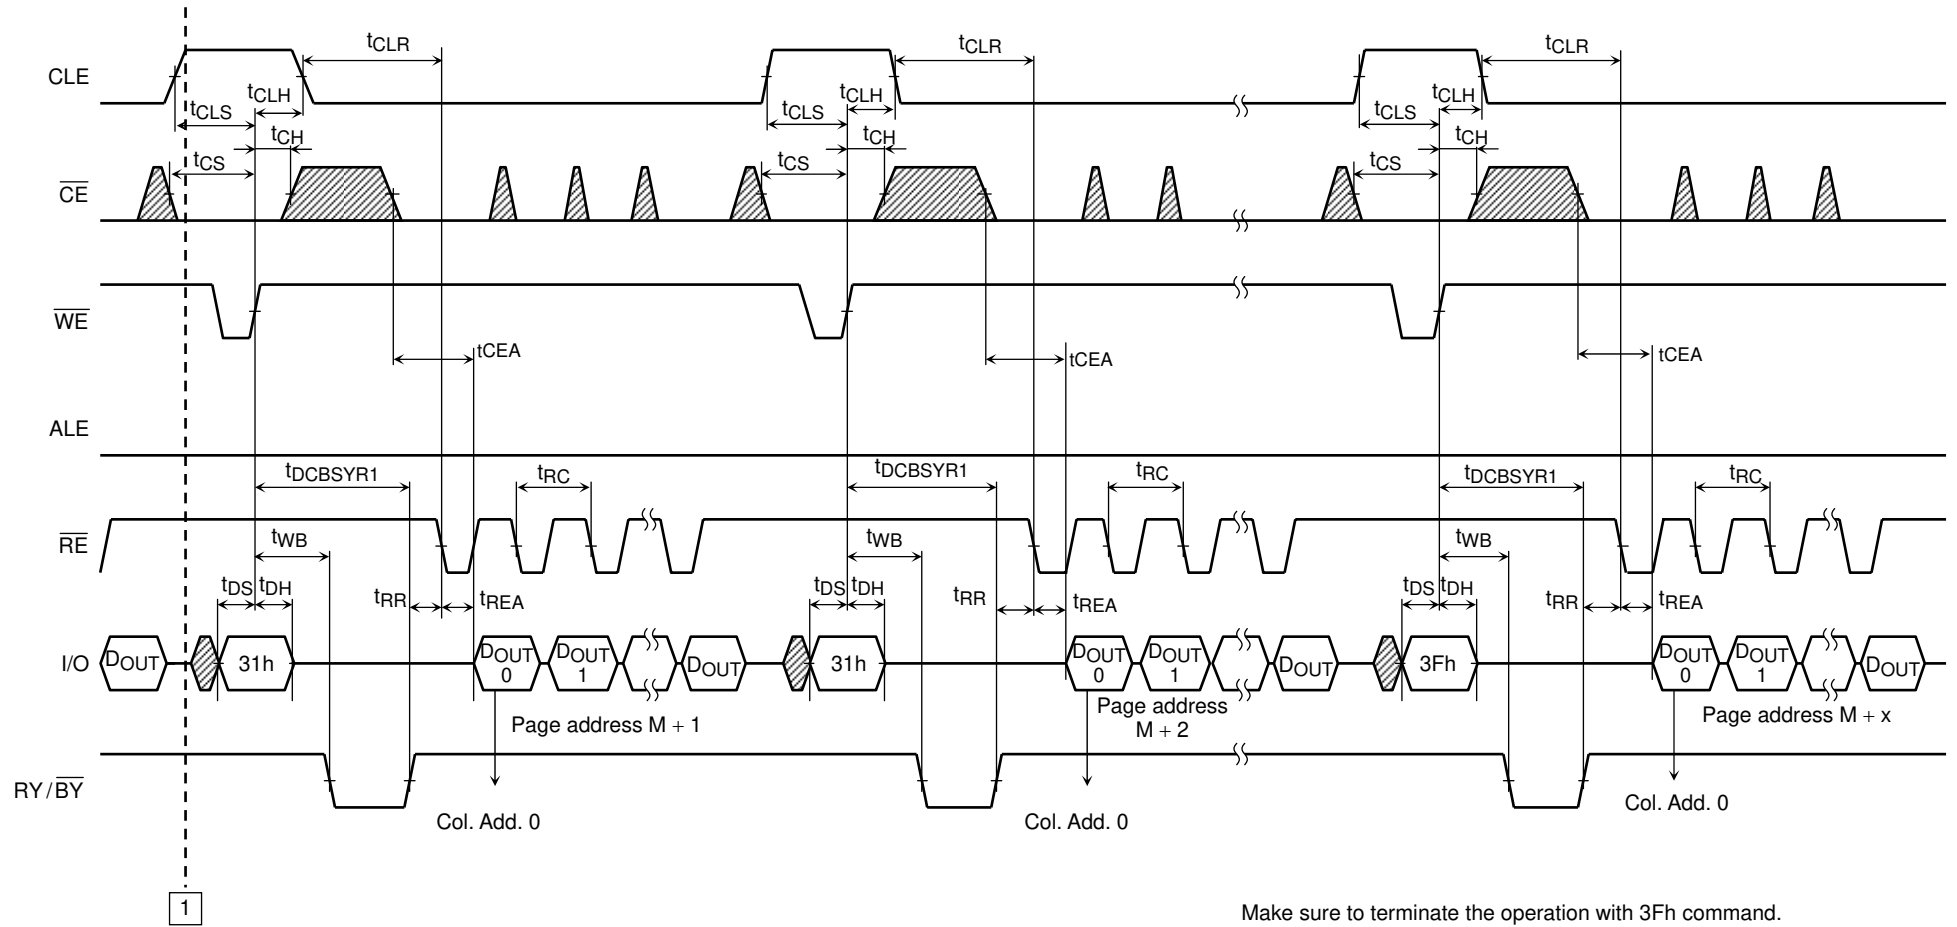 tCLR tCLR tCLR
CLE
tCLH tCLH tCLH
tCLS tCLS tCLS
tCH tCH tCH
tCS tCS tCS
CE
WE
tCEA tCEA tCEA
ALE
tDCBSYR1 tRC tDCBSYR1 tRC tDCBSYR1 tRC
RE
tWB tWB tWB
tDS tDH tDS tDH tDS tDH
tRR tREA tRR tREA tRR tREA
I/O DOUT 31h DOUT 0 DOUT 1 DOUT 31h DOUT 0 DOUT 1 DOUT 3Fh DOUT 0 DOUT 1 DOUT
Page address M + 1
Page address
M + 2
Page address M + x
RY/BY
Col. Add. 0 Col. Add. 0 Col. Add. 0
1
Make sure to terminate the operation with 3Fh command.